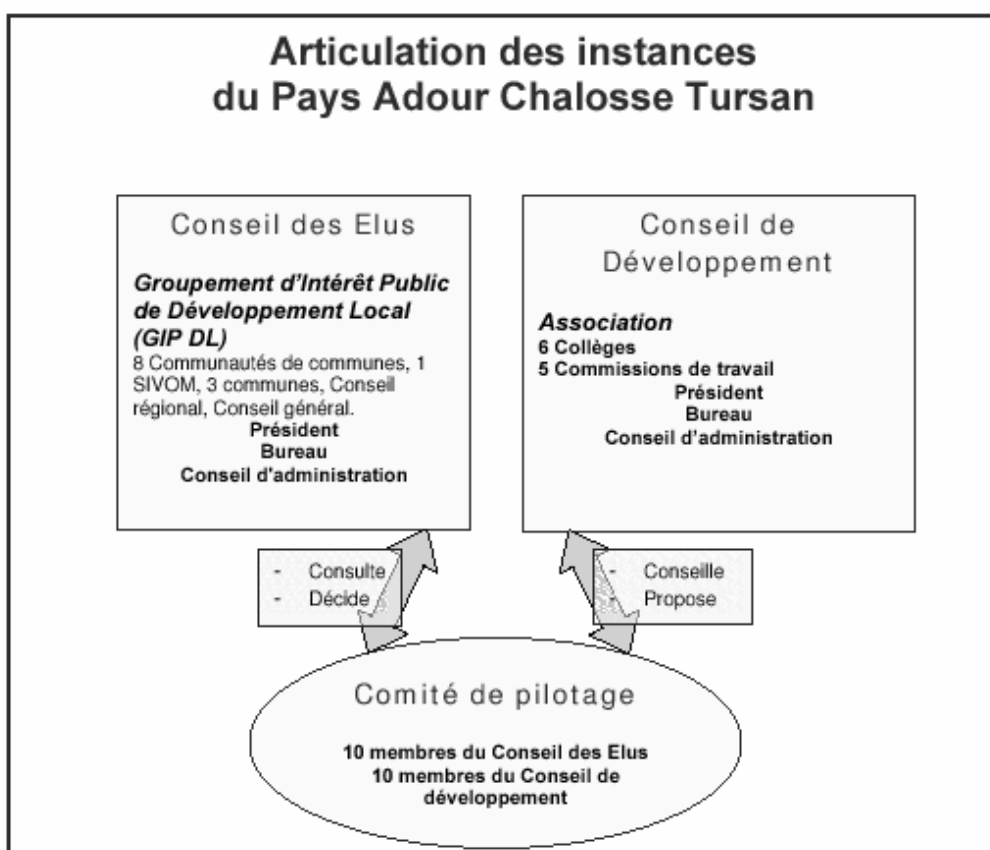 Articulation des instances
du Pays Adour Chalosse Tursan
Conseil des Elus
Groupement d'Intérêt Public
de Développement Local
(GIP DL)
8 Communautés de communes, 1
SIVOM, 3 communes, Conseil
régional, Conseil général.
Président
Bureau
Conseil d'administration
Conseil de
Développement
Association
6 Collèges
5 Commissions de travail
Président
Bureau
Conseil d'administration
- Consulte
- Décide
- Conseille
- Propose
Comité de pilotage
10 membres du Conseil des Elus
10 membres du Conseil de
développement